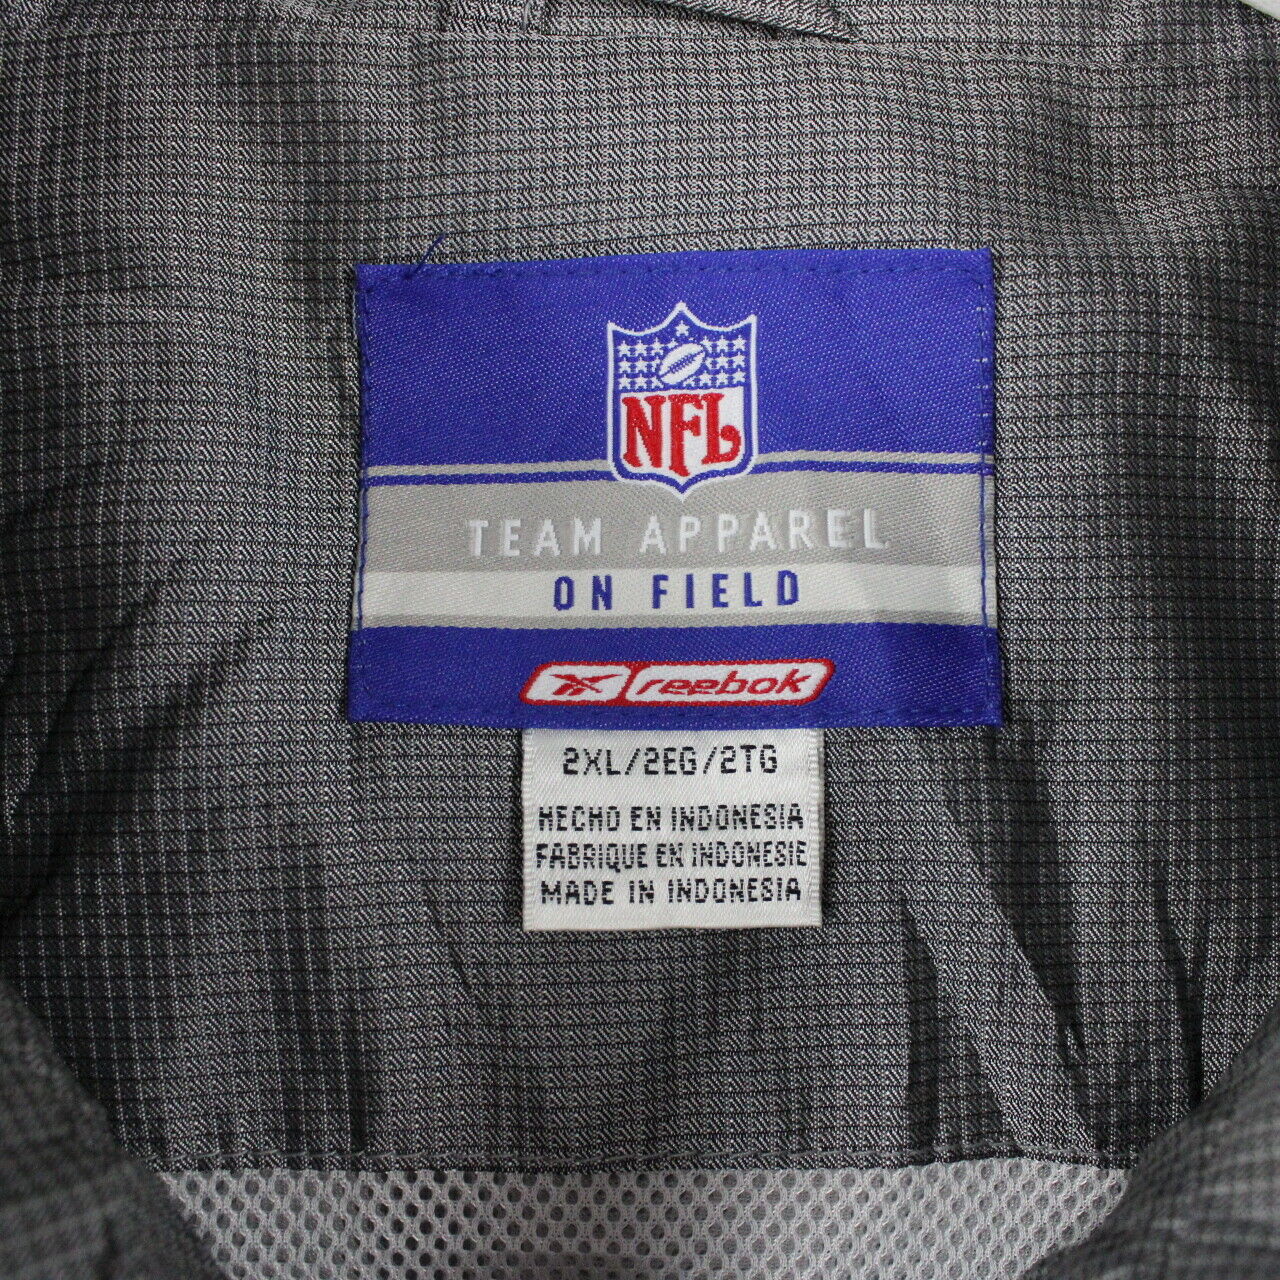 NFL
TEAM APPAREL
ON FIELD
Reebok
2XL/2EG/2TG
HECHO EN INDONESIA
FABRIQUE EN INDONESIE
MADE IN INDONESIA